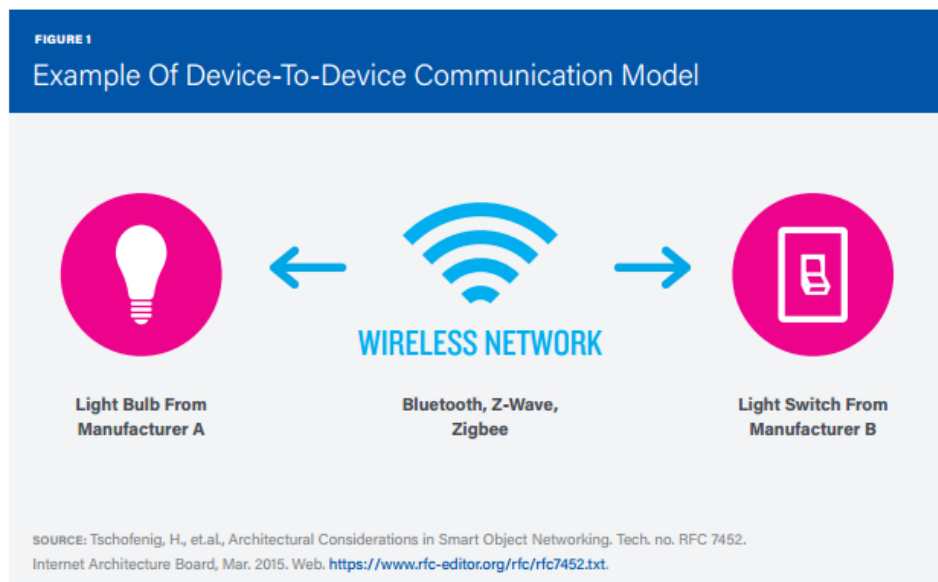 FIGURE 1
Example Of Device-To-Device Communication Model
WIRELESS NETWORK
Light Bulb From
Manufacturer A
Bluetooth, Z-Wave,
Zigbee
Light Switch From
Manufacturer B
SOURCE: Tschofenig, H., et.al., Architectural Considerations in Smart Object Networking. Tech. no. RFC 7452.
Internet Architecture Board, Mar. 2015. Web. https://www.rfc-editor.org/rfc/rfc7452.txt.